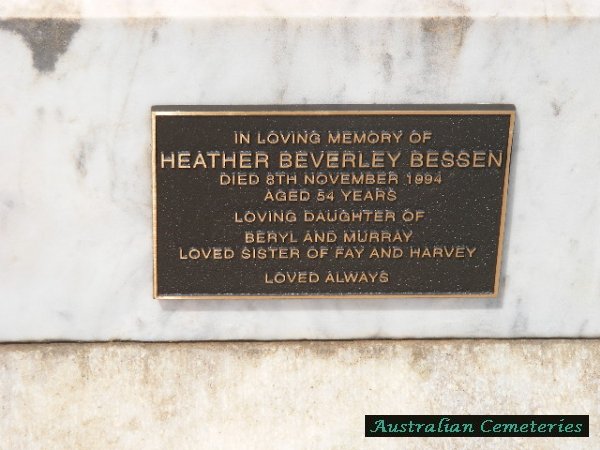 IN LOVING MEMORY OF
HEATHER BEVERLEY BESSEN
DIED 8TH NOVEMBER 1994
AGED 54 YEARS
LOVING DAUGHTER OF
BERYL AND MURRAY
LOVED SISTER OF FAY AND HARVEY
LOVED ALWAYS
Australian Cemeteries